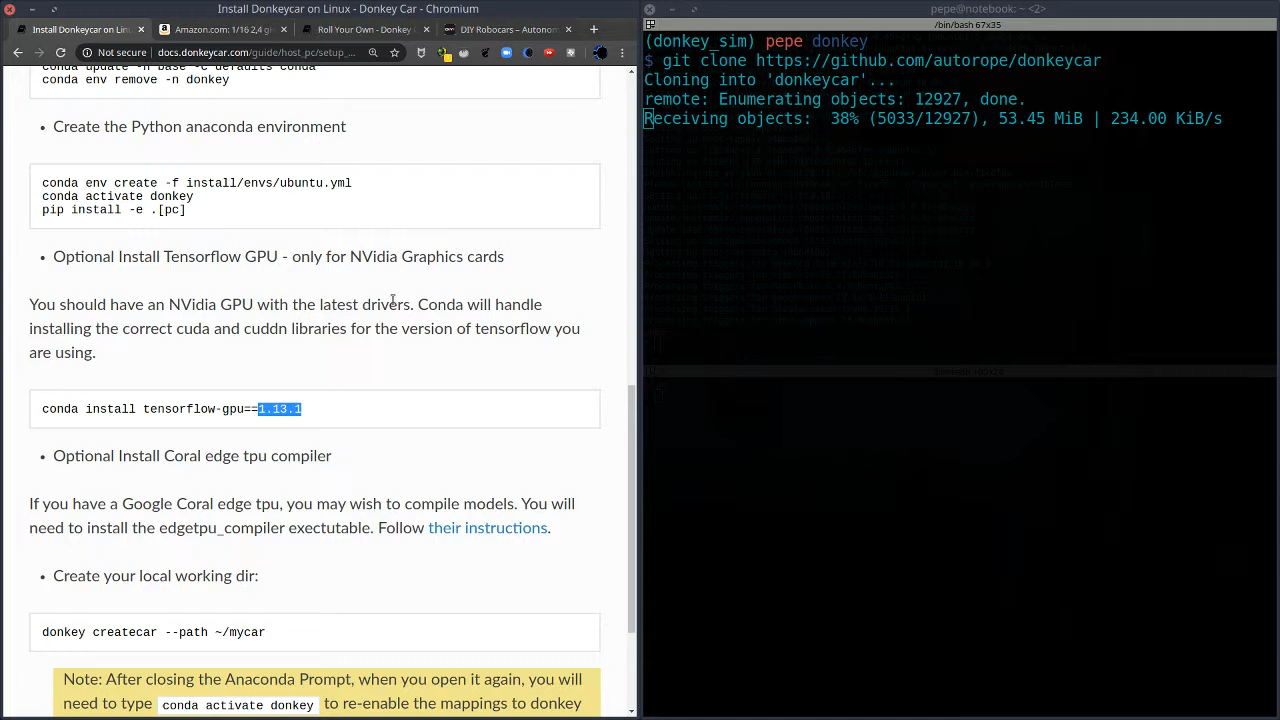 Install Donkeycar on Linux - Donkey Car - Chromium
Install Donkeycar on Linu
Amazon.com: 1/16 2,4 gh
Roll Your Own - Donkey C
DIY Robocars – Autonom
Not secure | docs.donkeycar.com/guide/host_pc/setup_...
conda update -n base -c defaults conda
conda env remove -n donkey
• Create the Python anaconda environment
conda env create -f install/envs/ubuntu.yml
conda activate donkey
pip install -e .[pc]
• Optional Install Tensorflow GPU - only for NVidia Graphics cards
You should have an NVidia GPU with the latest drivers. Conda will handle
installing the correct cuda and cuddn libraries for the version of tensorflow you
are using.
conda install tensorflow-gpu==1.13.1
• Optional Install Coral edge tpu compiler
If you have a Google Coral edge tpu, you may wish to compile models. You will
need to install the edgetpu_compiler exectutable. Follow their instructions.
• Create your local working dir:
donkey createcar --path ~/mycar
Note: After closing the Anaconda Prompt, when you open it again, you will
need to type conda activate donkey to re-enable the mappings to donkey
pepe@notebook: ~ <2>
/bin/bash 67x35
(donkey_sim) pepe donkey
$ git clone https://github.com/autorope/donkeycar
Cloning into 'donkeycar'...
remote: Enumerating objects: 12927, done.
Receiving objects: 38% (5033/12927), 53.45 MiB | 234.00 KiB/s